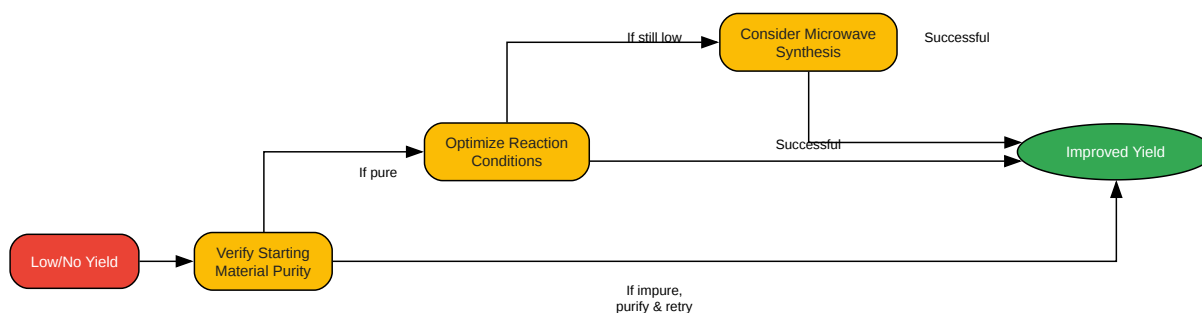 If still low
Consider Microwave
Synthesis
Successful
Optimize Reaction
Conditions
Successful
Improved Yield
If pure
Low/No Yield
Verify Starting
Material Purity
If impure,
purify & retry